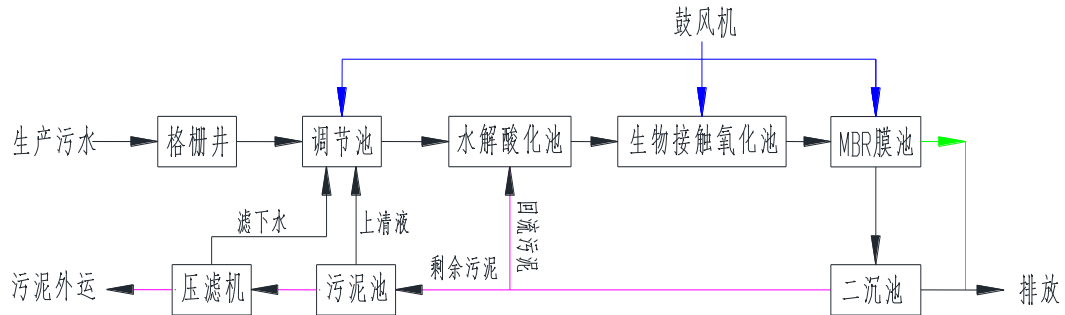 鼓风机
生产污水
格栅井
调节池
水解酸化池
生物接触氧化池
MBR膜池
滤下水
上清液
回流污泥
剩余污泥
污泥外运
压滤机
污泥池
二沉池
排放